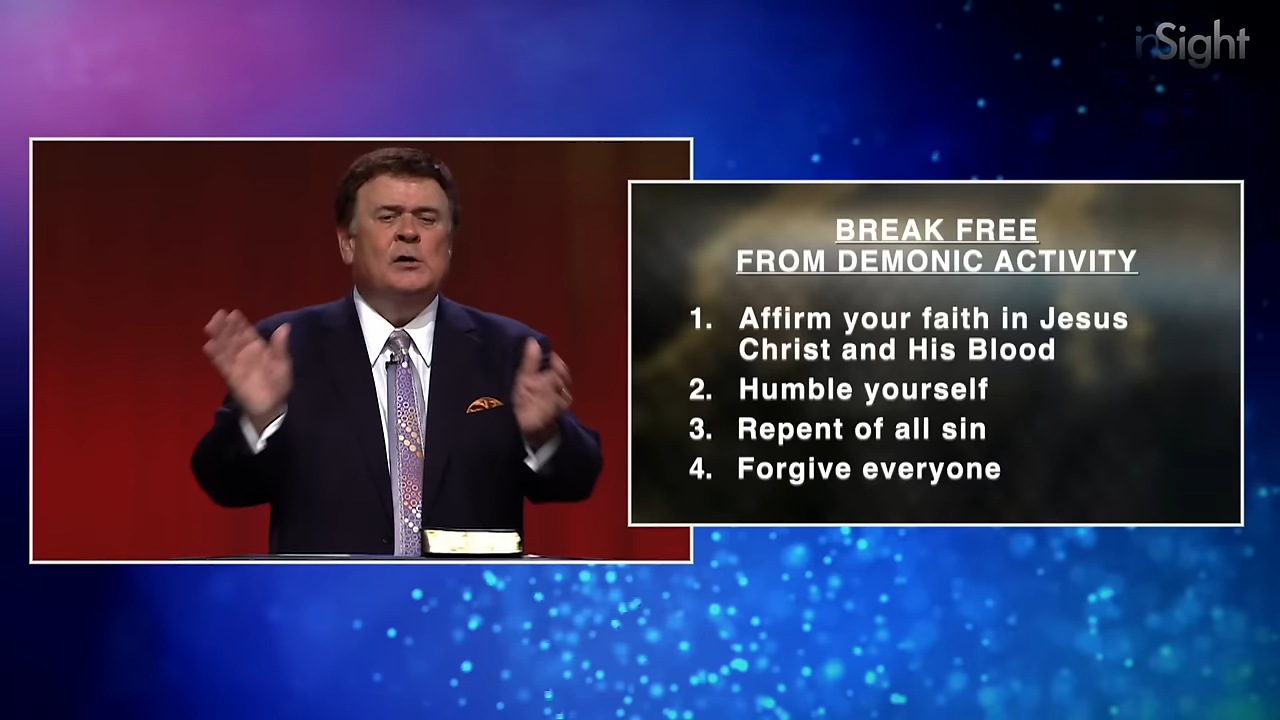 inSight
BREAK FREE
FROM DEMONIC ACTIVITY
1. Affirm your faith in Jesus
Christ and His Blood
2. Humble yourself
3. Repent of all sin
4. Forgive everyone